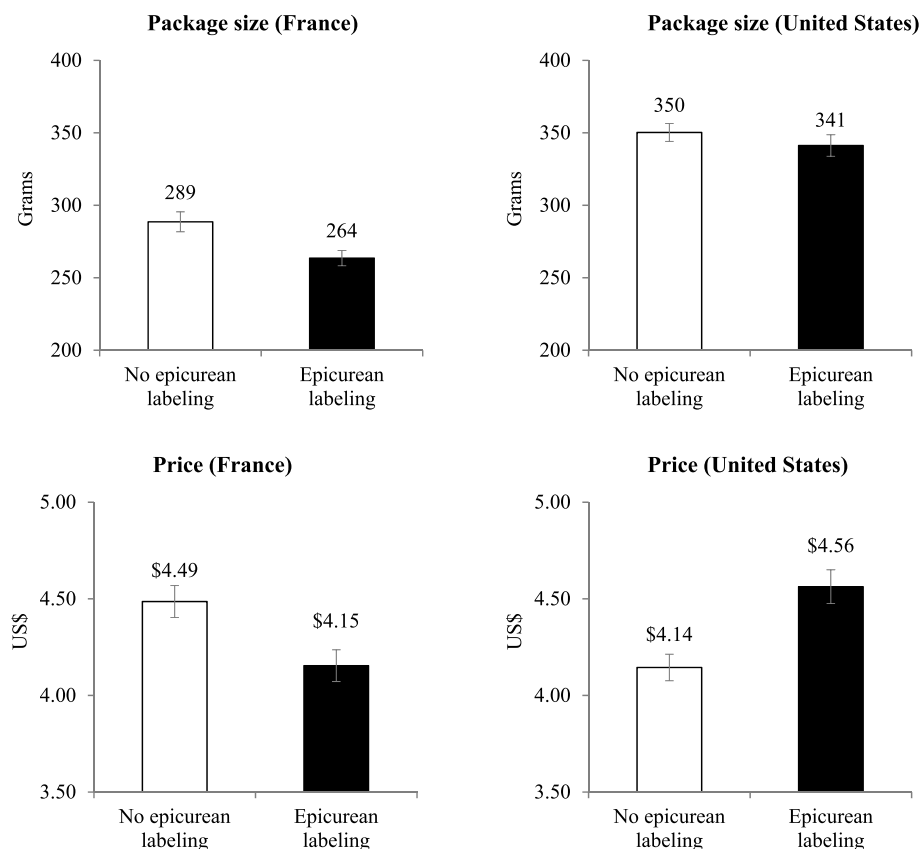 Package size (France)
400
350
300
250
200
Grams
289
264
No epicurean
labeling
Epicurean
labeling
Package size (United States)
400
350
300
250
200
Grams
350
341
No epicurean
labeling
Epicurean
labeling
Price (France)
5.00
4.50
4.00
3.50
US$
$4.49
$4.15
No epicurean
labeling
Epicurean
labeling
Price (United States)
5.00
4.50
4.00
3.50
US$
$4.14
$4.56
No epicurean
labeling
Epicurean
labeling